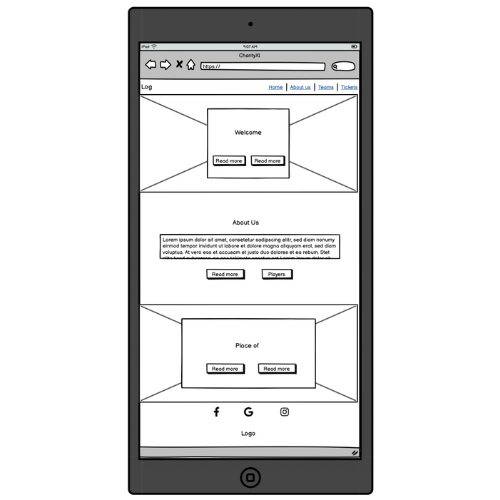 iPad 9:57 AM
CharityXI
https://
Log Home About us Teams Tickets
Welcome
Read more Read more
About Us
Lorem ipsum dolor sit amet, consetetur sadipscing elitr, sed diam nonumy
eirmod tempor invidunt ut labore et dolore magna aliquyam erat, sed diam
voluptua. At vero eos et accusam et justo duo dolores et ea rebum. Stet
Read more Players
Place of
Read more Read more
Logo